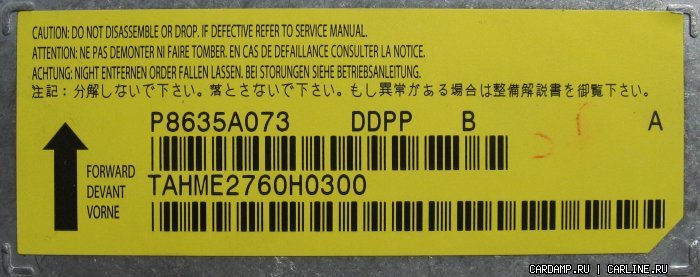 CAUTION: DO NOT DISASSEMBLE OR DROP. IF DEFECTIVE REFER TO SERVICE MANUAL.
ATTENTION: NE PAS DEMONTER NI FAIRE TOMBER. EN CAS DE DEFAILLANCE CONSULTER LA NOTICE.
ACHTUNG: NIGHT ENTFERNEN ORDER FALLEN LASSEN. BEI STORUNGEN SIEHE BETRIEBSANLEITUNG.
注記：分解しないで下さい。落とさないで下さい。もし異常がある場合は整備解説書を御覧下さい。
P8635A073 DDPP B A
FORWARD
DEVANT
VORNE
TAHME2760H0300
CARDAMP.RU | CARLINE.RU